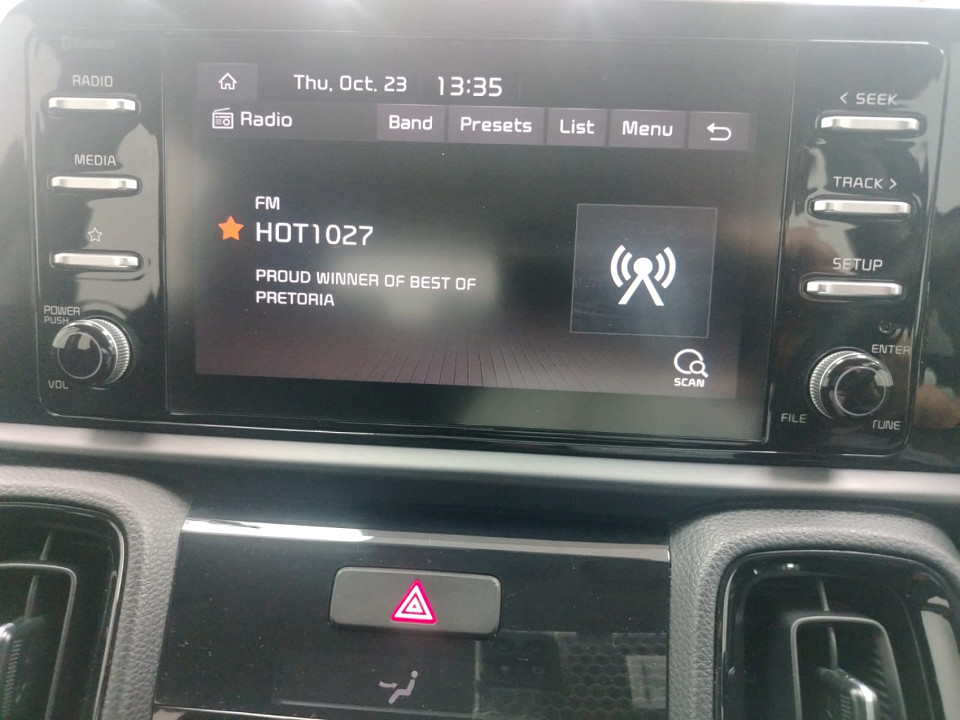 RADIO
MEDIA
POWER
PUSH
VOL
Thu, Oct. 23 13:35
Radio Band Presets List Menu
FM
HOT1027
PROUD WINNER OF BEST OF
PRETORIA
SCAN
< SEEK
TRACK >
SETUP
ENTER
FILE
TUNE